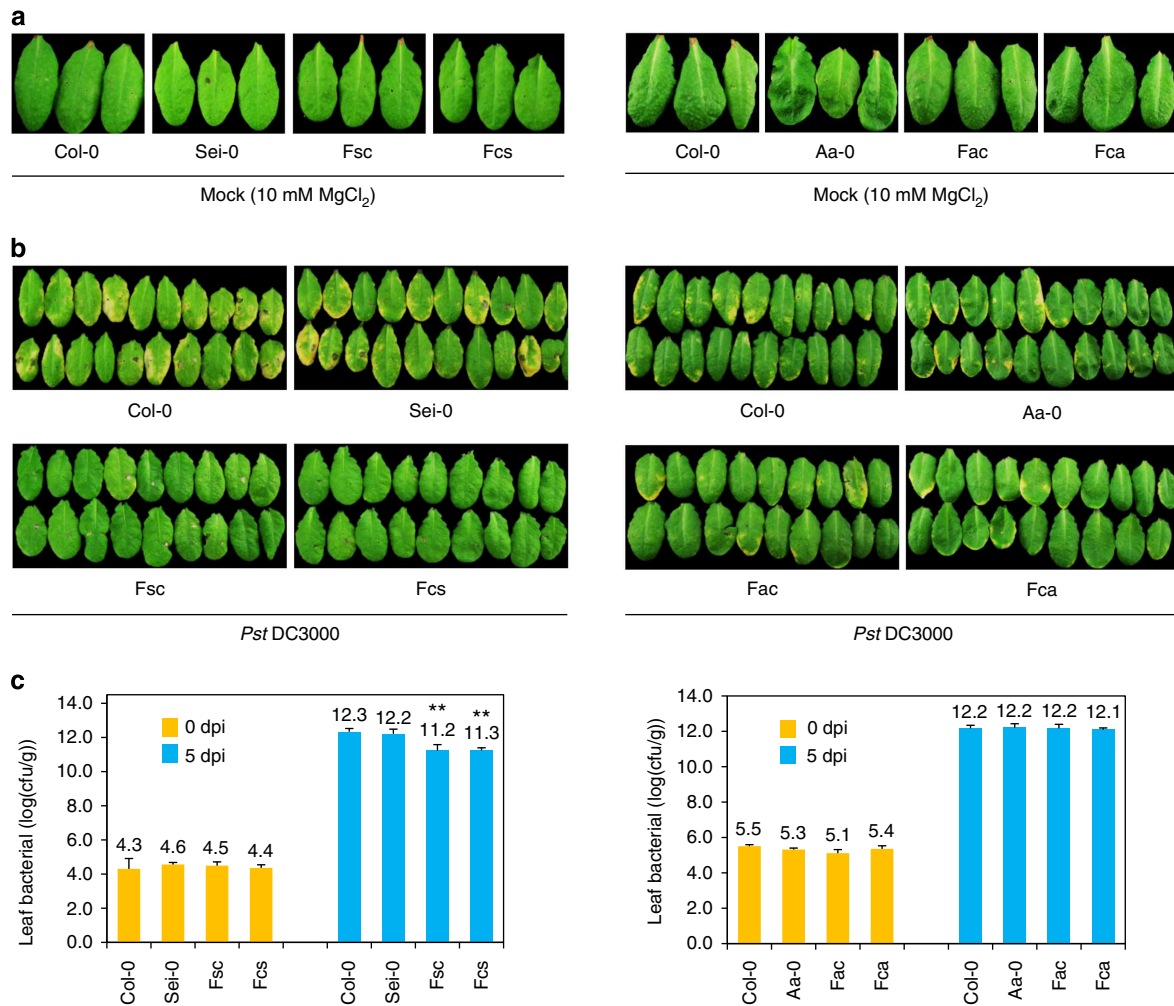 a
Col-0 Sei-0 Fsc Fcs
Mock (10 mM MgCl2)
Col-0 Aa-0 Fac Fca
Mock (10 mM MgCl2)
b
Col-0 Sei-0
Fsc Fcs
Pst DC3000
Col-0 Aa-0
Fac Fca
Pst DC3000
c
Leaf bacterial (log(cfu/g))
14.0
12.0
10.0
8.0
6.0
4.0
2.0
0.0
0 dpi
5 dpi
4.3 4.6 4.5 4.4
** **
12.3 12.2 11.2 11.3
Col-0 Sei-0 Fsc Fcs Col-0 Sei-0 Fsc Fcs
Leaf bacterial (log(cfu/g))
14.0
12.0
10.0
8.0
6.0
4.0
2.0
0.0
0 dpi
5 dpi
5.5 5.3 5.1 5.4
12.2 12.2 12.2 12.1
Col-0 Aa-0 Fac Fca Col-0 Aa-0 Fac Fca